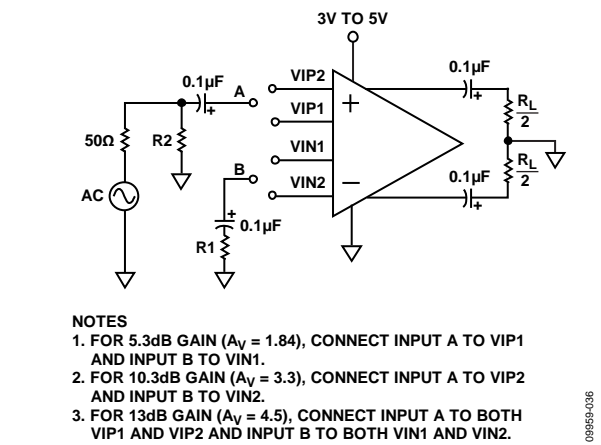 3V TO 5V
0.1µF
A
VIP2
+
0.1µF
+
R_L
2
VIP1
50Ω
R2
VIN1
B
VIN2
–
R_L
2
AC
+
0.1µF
R1
0.1µF
+
NOTES
1. FOR 5.3dB GAIN (A_V = 1.84), CONNECT INPUT A TO VIP1
AND INPUT B TO VIN1.
2. FOR 10.3dB GAIN (A_V = 3.3), CONNECT INPUT A TO VIP2
AND INPUT B TO VIN2.
3. FOR 13dB GAIN (A_V = 4.5), CONNECT INPUT A TO BOTH
VIP1 AND VIP2 AND INPUT B TO BOTH VIN1 AND VIN2.
09959-036